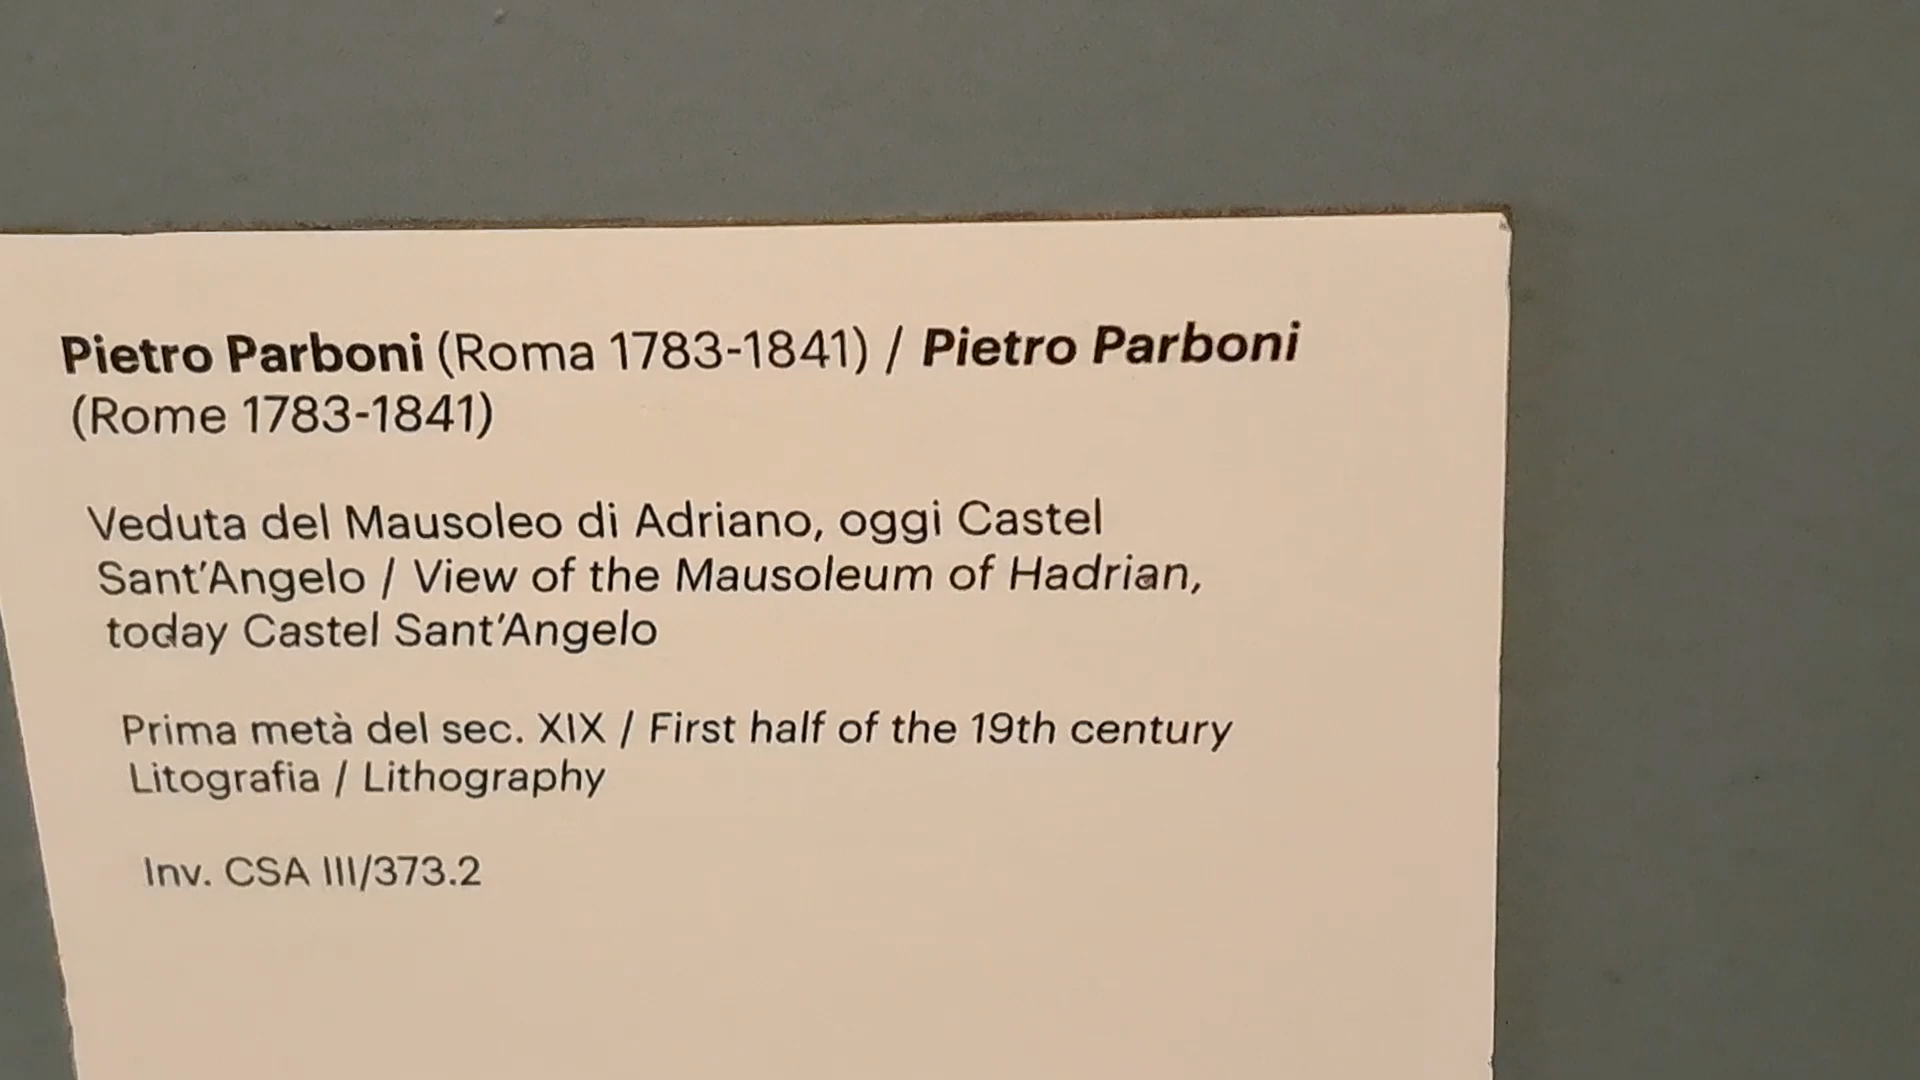 Pietro Parboni (Roma 1783-1841) / Pietro Parboni
(Rome 1783-1841)
Veduta del Mausoleo di Adriano, oggi Castel
Sant'Angelo / View of the Mausoleum of Hadrian,
today Castel Sant'Angelo
Prima metà del sec. XIX / First half of the 19th century
Litografia / Lithography
Inv. CSA III/373.2